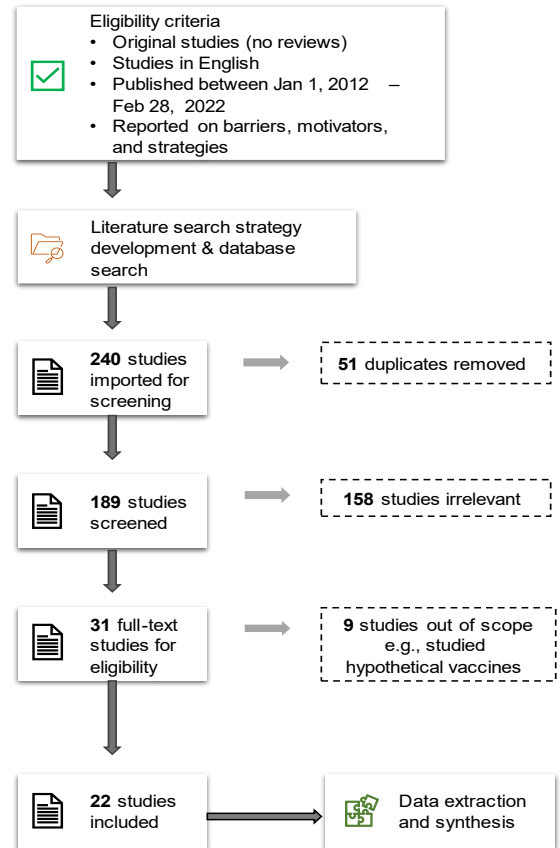 Eligibility criteria
• Original studies (no reviews)
• Studies in English
• Published between Jan 1, 2012 –
Feb 28, 2022
• Reported on barriers, motivators,
and strategies
Literature search strategy
development & database
search
240 studies
imported for
screening
51 duplicates removed
189 studies
screened
158 studies irrelevant
31 full-text
studies for
eligibility
9 studies out of scope
e.g., studied
hypothetical vaccines
22 studies
included
Data extraction
and synthesis